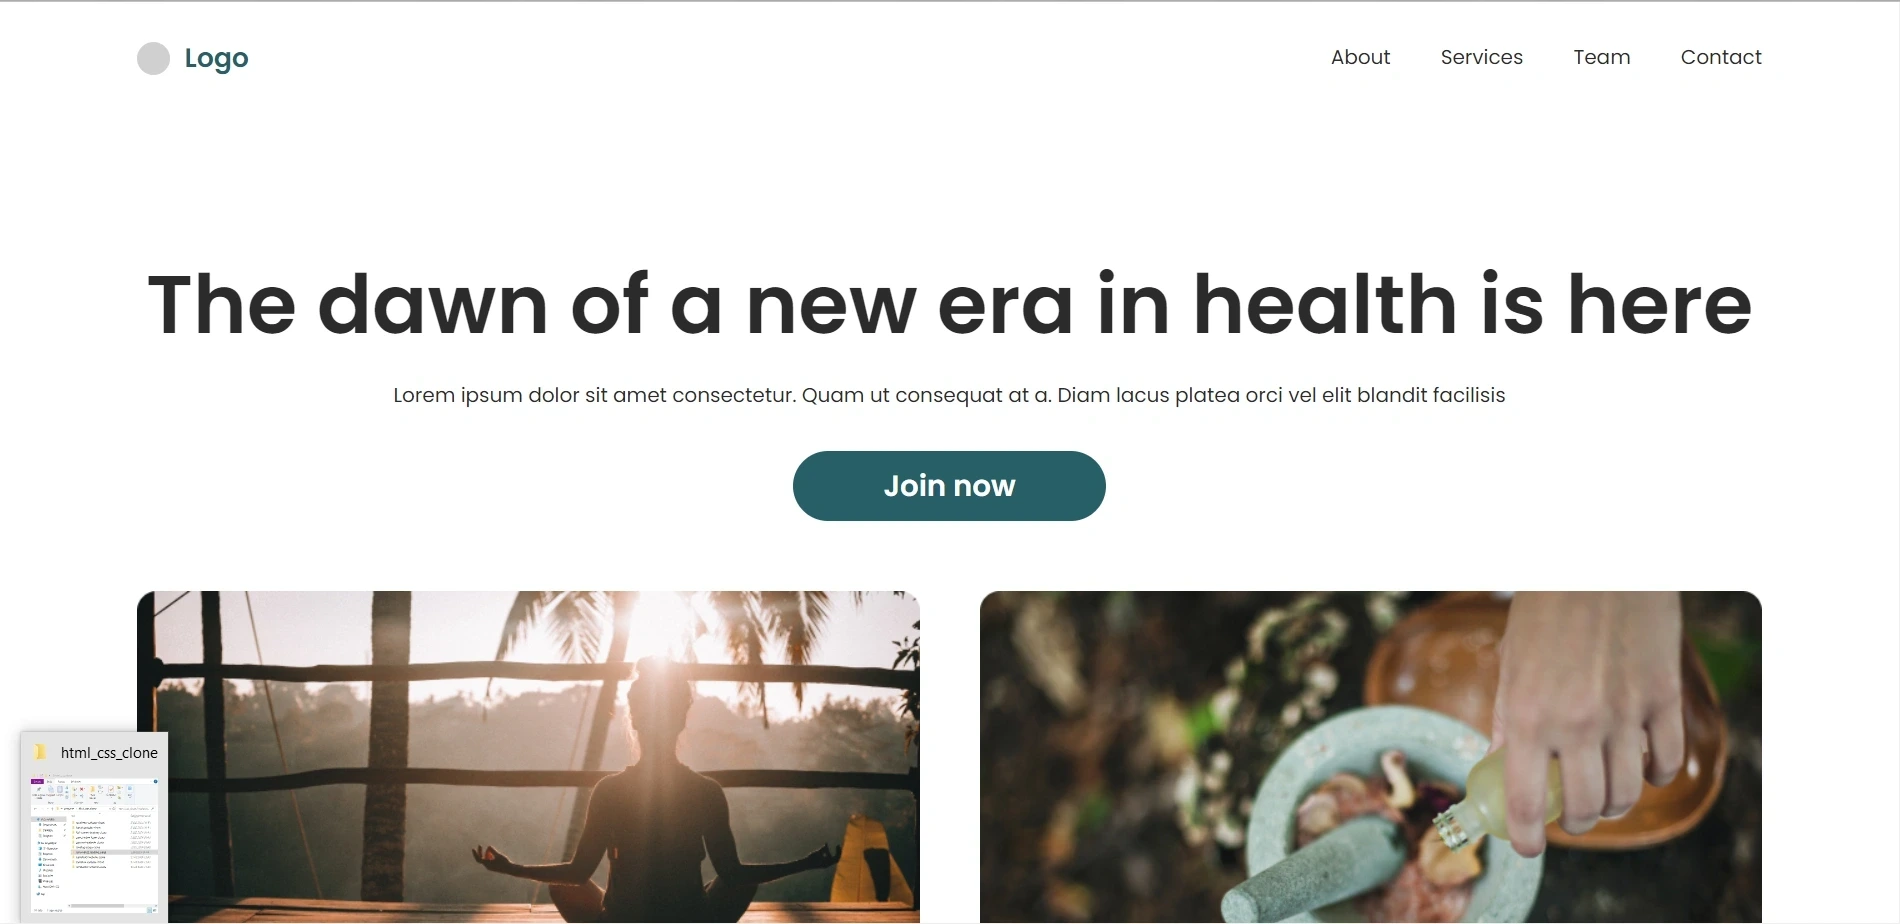 Logo
About Services Team Contact
The dawn of a new era in health is here
Lorem ipsum dolor sit amet consectetur. Quam ut consequat at a. Diam lacus platea orci vel elit blandit facilisis
Join now
html_css_clone